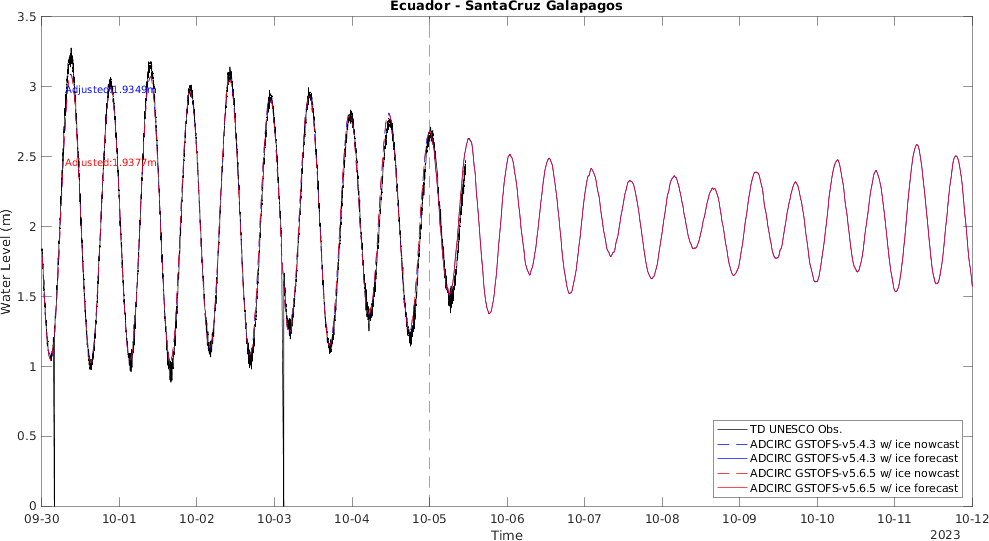 Ecuador - SantaCruz Galapagos
3.5
3
2.5
2
1.5
1
0.5
0
Water Level (m)
Adjusted:1.9349m
Adjusted:1.9377m
TD UNESCO Obs.
ADCIRC GSTOFS-v5.4.3 w/ ice nowcast
ADCIRC GSTOFS-v5.4.3 w/ ice forecast
ADCIRC GSTOFS-v5.6.5 w/ ice nowcast
ADCIRC GSTOFS-v5.6.5 w/ ice forecast
09-30 10-01 10-02 10-03 10-04 10-05 10-06 10-07 10-08 10-09 10-10 10-11 10-12
Time
2023